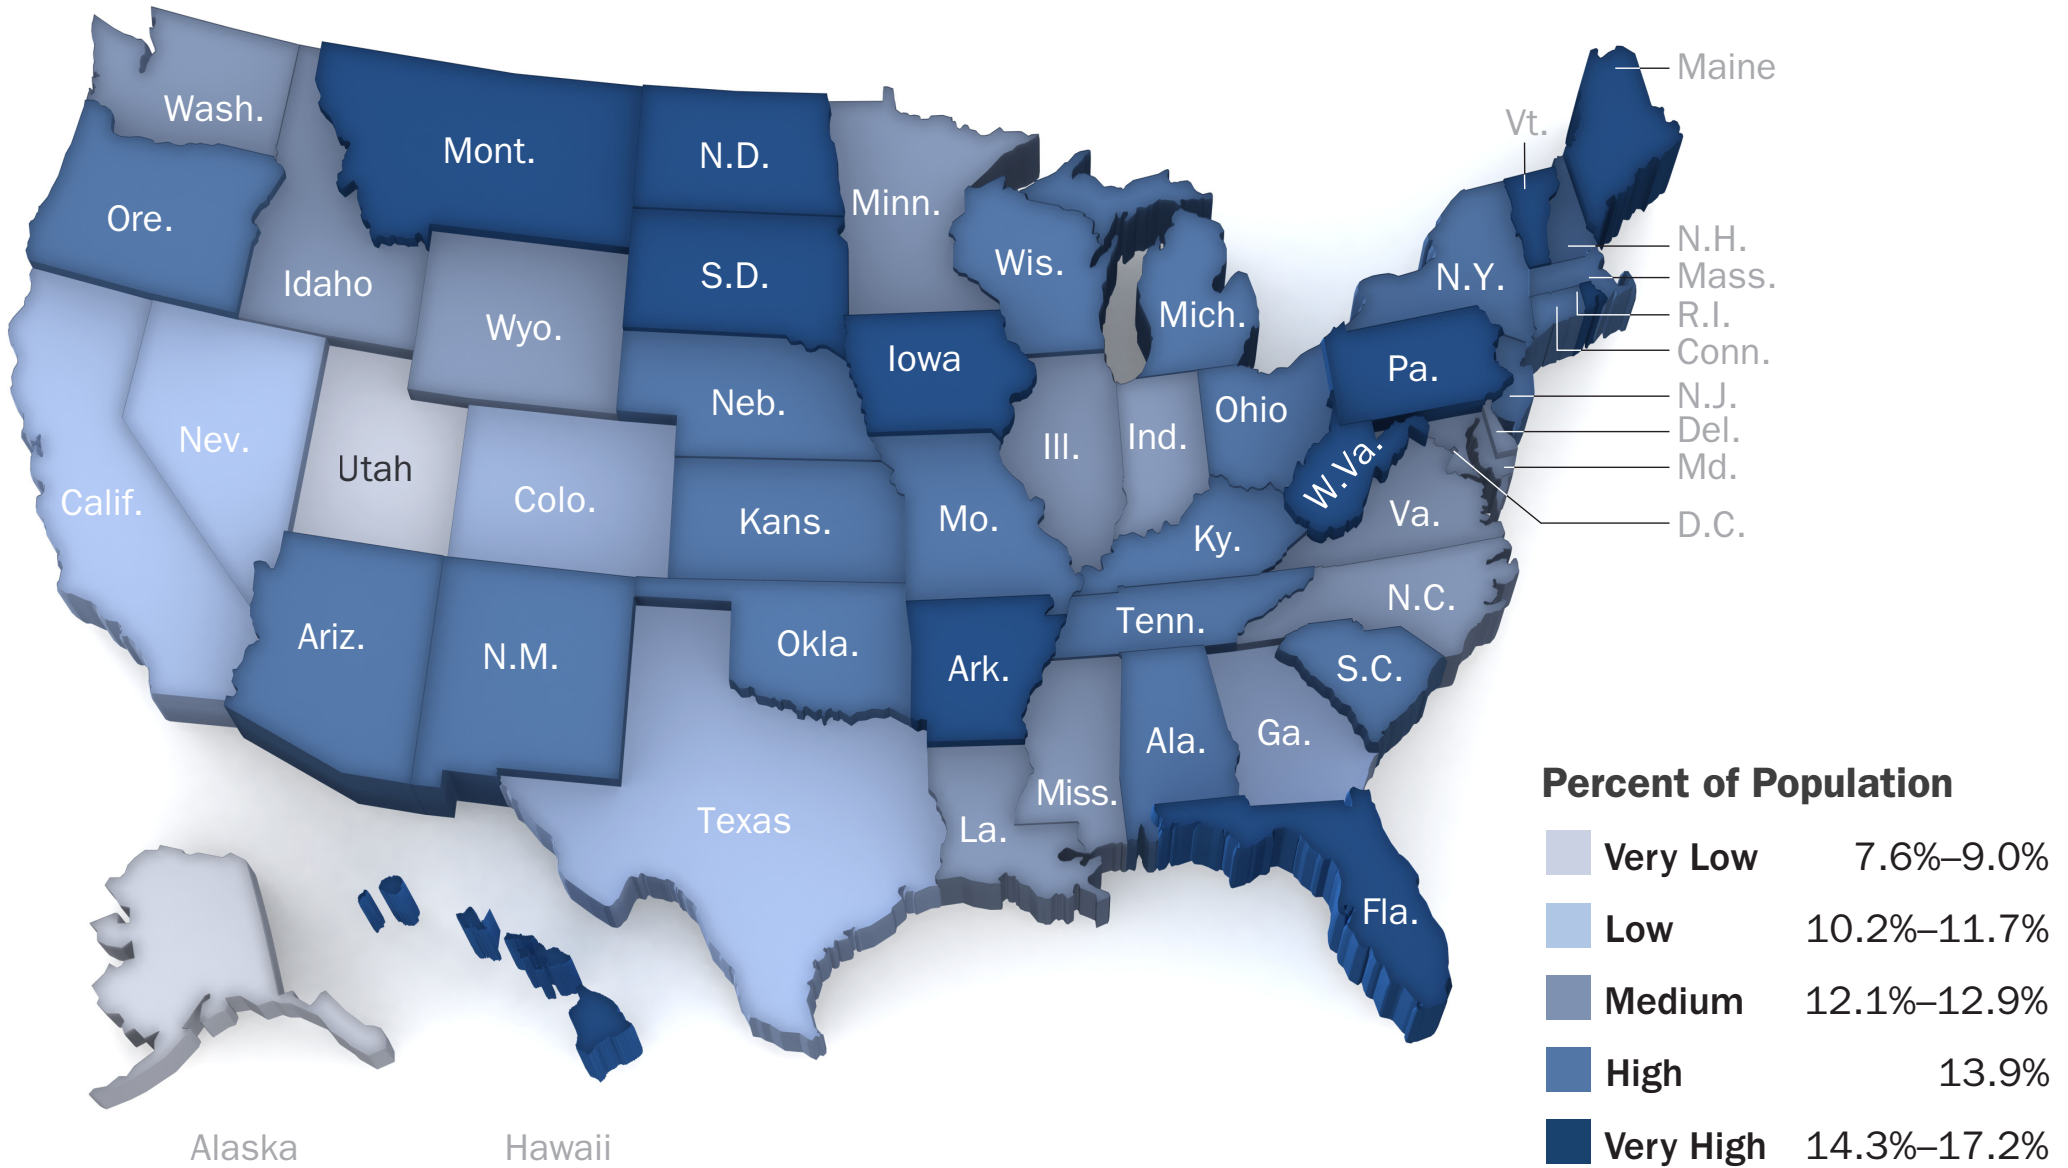 Maine
Vt.
Wash.
Mont.
N.D.
Minn.
Ore.
Idaho
Wis.
N.Y.
N.H.
Mass.
S.D.
Wyo.
Mich.
R.I.
Conn.
Iowa
Pa.
N.J.
Neb.
Ohio
Del.
Nev.
Ill.
Ind.
Md.
Utah
W.Va.
Calif.
Colo.
Kans.
Mo.
Ky.
Va.
D.C.
Ariz.
N.M.
Okla.
Tenn.
N.C.
Ark.
S.C.
Ala.
Ga.
Miss.
Texas
La.
Fla.
Alaska
Hawaii
Percent of Population
Very Low 7.6%–9.0%
Low 10.2%–11.7%
Medium 12.1%–12.9%
High 13.9%
Very High 14.3%–17.2%